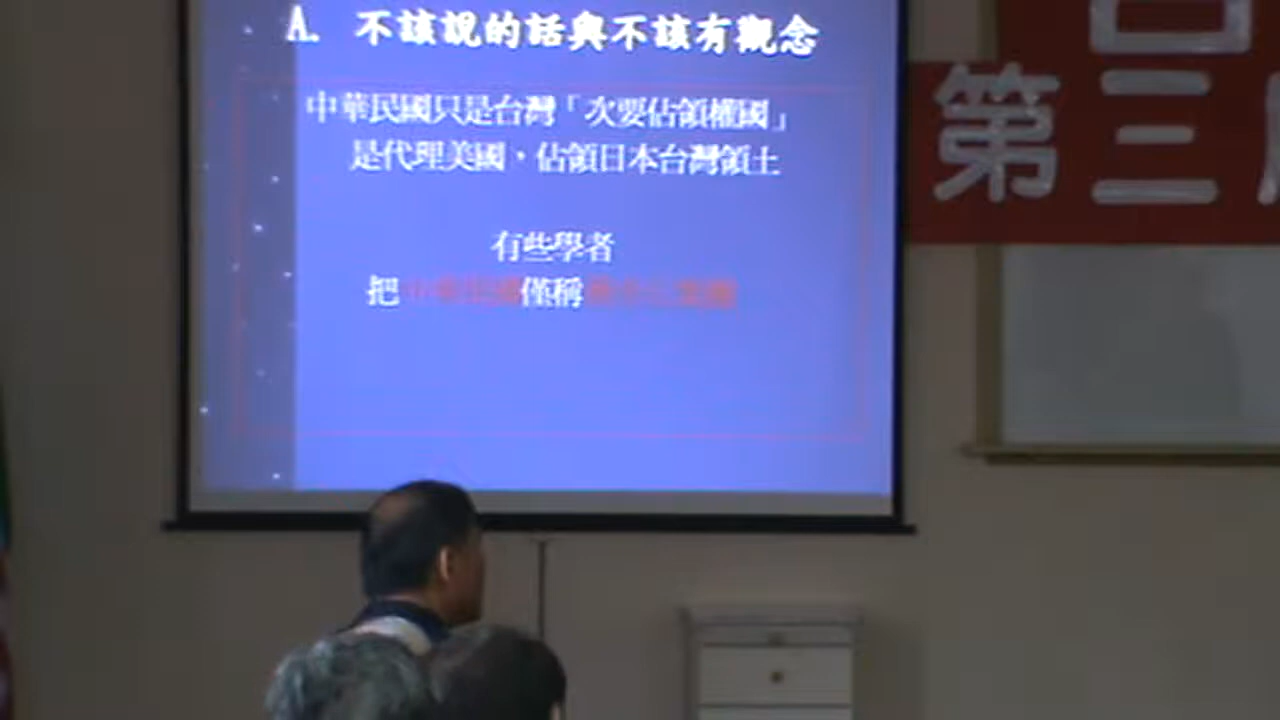 A. 不該說的話與不該有觀念
中華民國只是台灣「次要佔領權國」
是代理美國，佔領日本台灣領土
有些學者
把 僅稱
第三